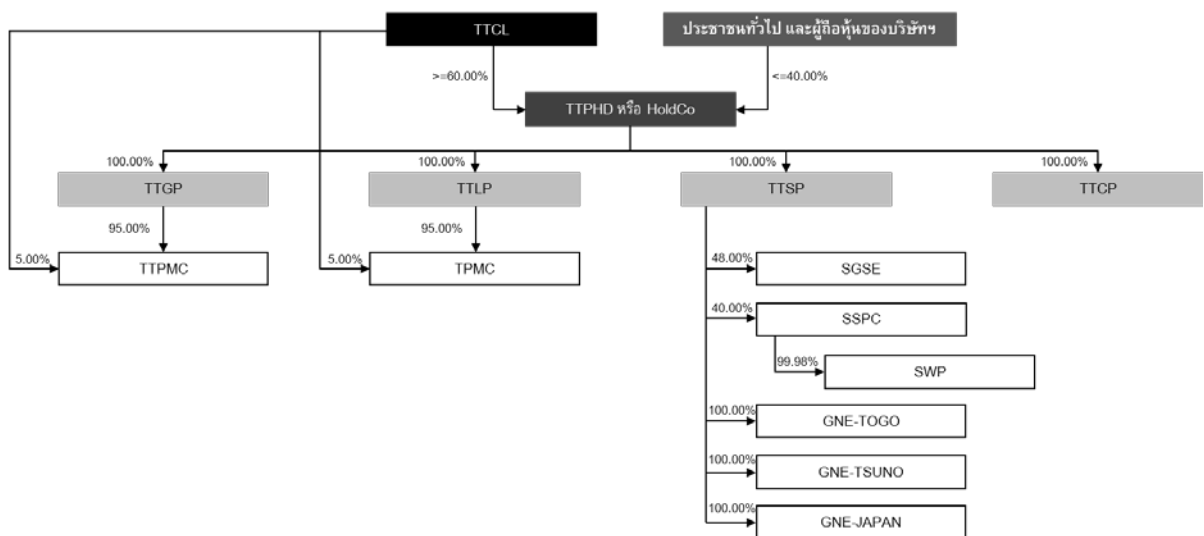 TTCL
ประชาชนทั่วไป และผู้ถือหุ้นของบริษัทฯ
>=60.00%
<=40.00%
TTPHD หรือ HoldCo
100.00%
100.00%
100.00%
100.00%
TTGP
TTLP
TTSP
TTCP
95.00%
95.00%
5.00%
TTPMC
5.00%
TPMC
48.00%
SGSE
40.00%
SSPC
99.98%
SWP
100.00%
GNE-TOGO
100.00%
GNE-TSUNO
100.00%
GNE-JAPAN